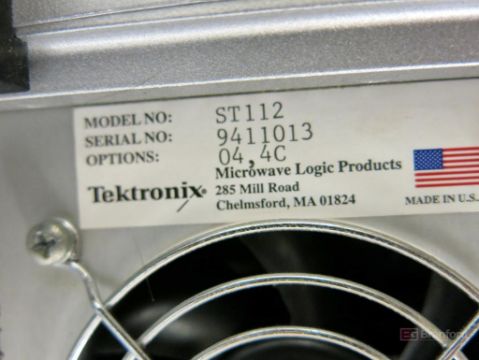 MODEL NO: ST112
SERIAL NO: 9411013
OPTIONS: 04,4C
Microwave Logic Products
Tektronix 285 Mill Road
Chelmsford, MA 01824
MADE IN U.S.